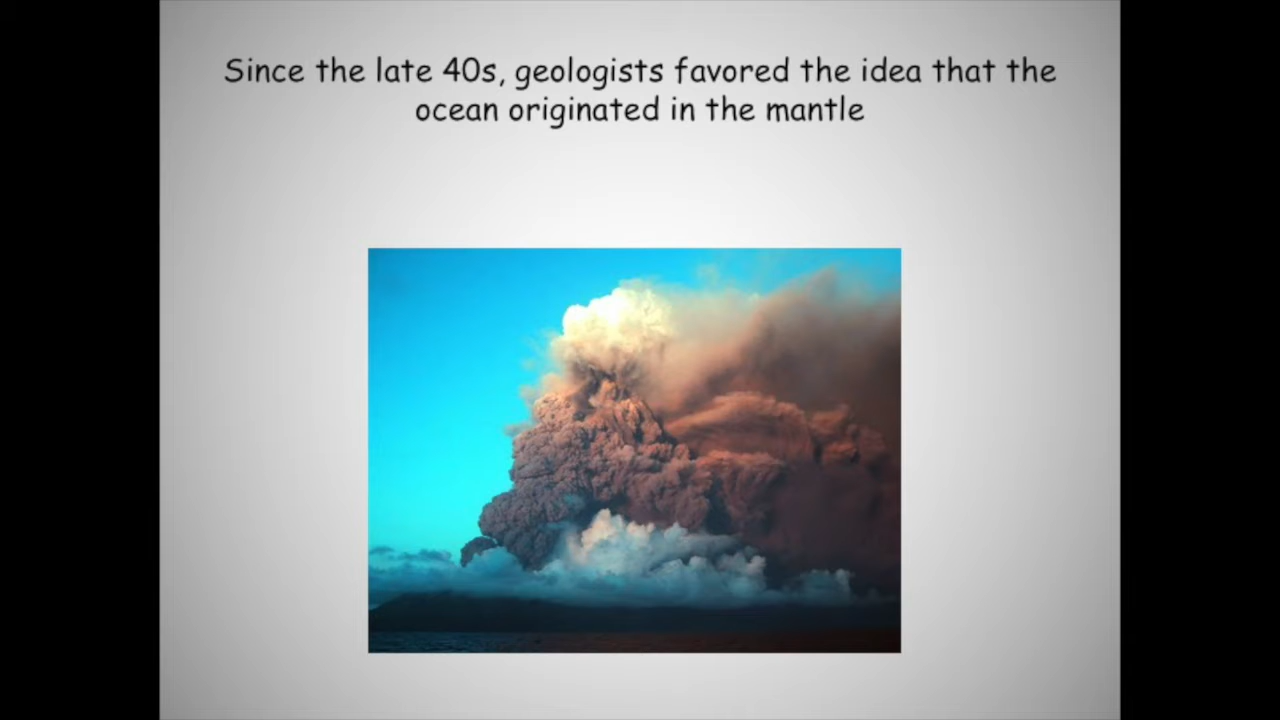 Since the late 40s, geologists favored the idea that the
ocean originated in the mantle